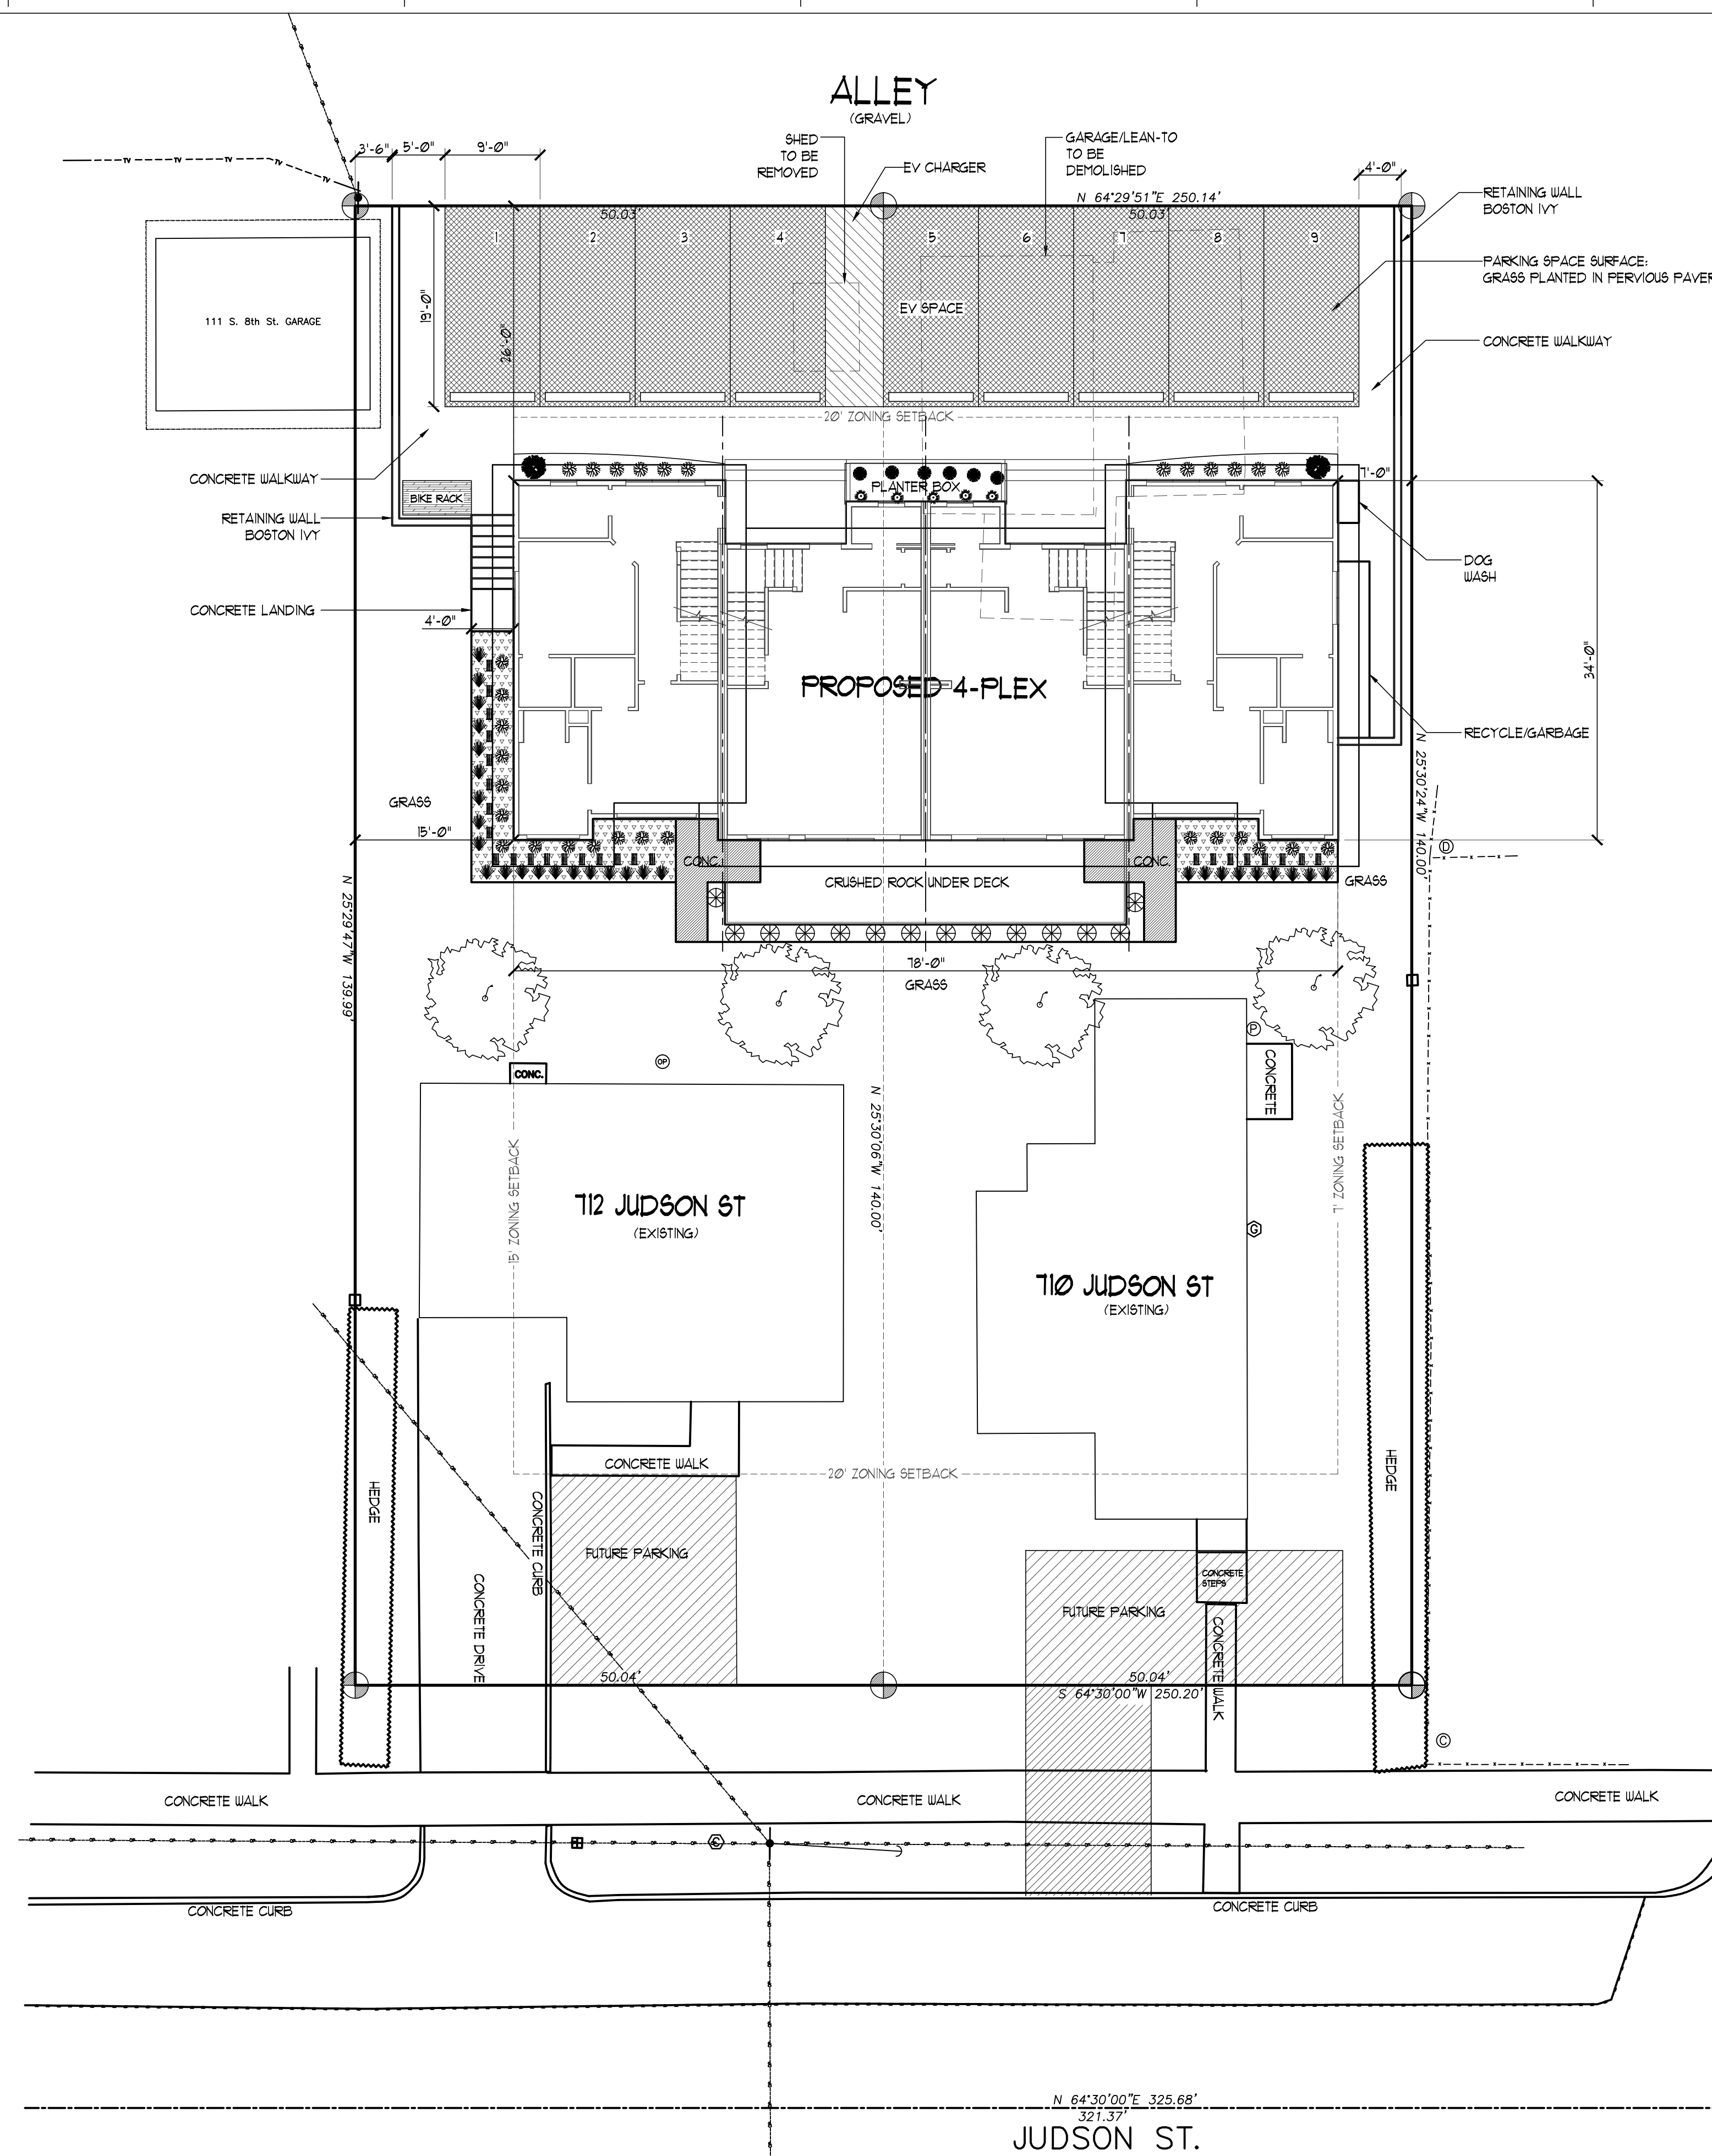 ALLEY
(GRAVEL)
SHED
TO BE
REMOVED
EV CHARGER
GARAGE/LEAN-TO
TO BE
DEMOLISHED
3'-6"
5'-0"
9'-0"
4'-0"
N 64°29'51"E 250.14'
50.03'
50.03'
RETAINING WALL
BOSTON IVY
1
2
3
4
5
6
7
8
9
PARKING SPACE SURFACE:
GRASS PLANTED IN PERVIOUS PAVER
19'-0"
26'-0"
EV SPACE
111 S. 8th St. GARAGE
CONCRETE WALKWAY
20' ZONING SETBACK
CONCRETE WALKWAY
BIKE RACK
PLANTER BOX
7'-0"
RETAINING WALL
BOSTON IVY
DOG
WASH
CONCRETE LANDING
4'-0"
34'-0"
PROPOSED 4-PLEX
RECYCLE/GARBAGE
N 25°30'24"W 140.00'
GRASS
15'-0"
D
CONC.
CONC.
CRUSHED ROCK UNDER DECK
GRASS
N 25°29'47"W 139.99'
78'-0"
GRASS
P
OP
CONC.
CONCRETE
N 25°30'06"W 140.00'
15' ZONING SETBACK
7' ZONING SETBACK
712 JUDSON ST
(EXISTING)
G
710 JUDSON ST
(EXISTING)
HEDGE
HEDGE
CONCRETE WALK
20' ZONING SETBACK
CONCRETE CURB
FUTURE PARKING
CONCRETE
STEPS
CONCRETE DRIVE
FUTURE PARKING
CONCRETE WALK
50.04'
50.04'
S 64°30'00"W 250.20'
C
CONCRETE WALK
CONCRETE WALK
CONCRETE WALK
C
CONCRETE CURB
CONCRETE CURB
N 64°30'00"E 325.68'
321.37'
JUDSON ST.